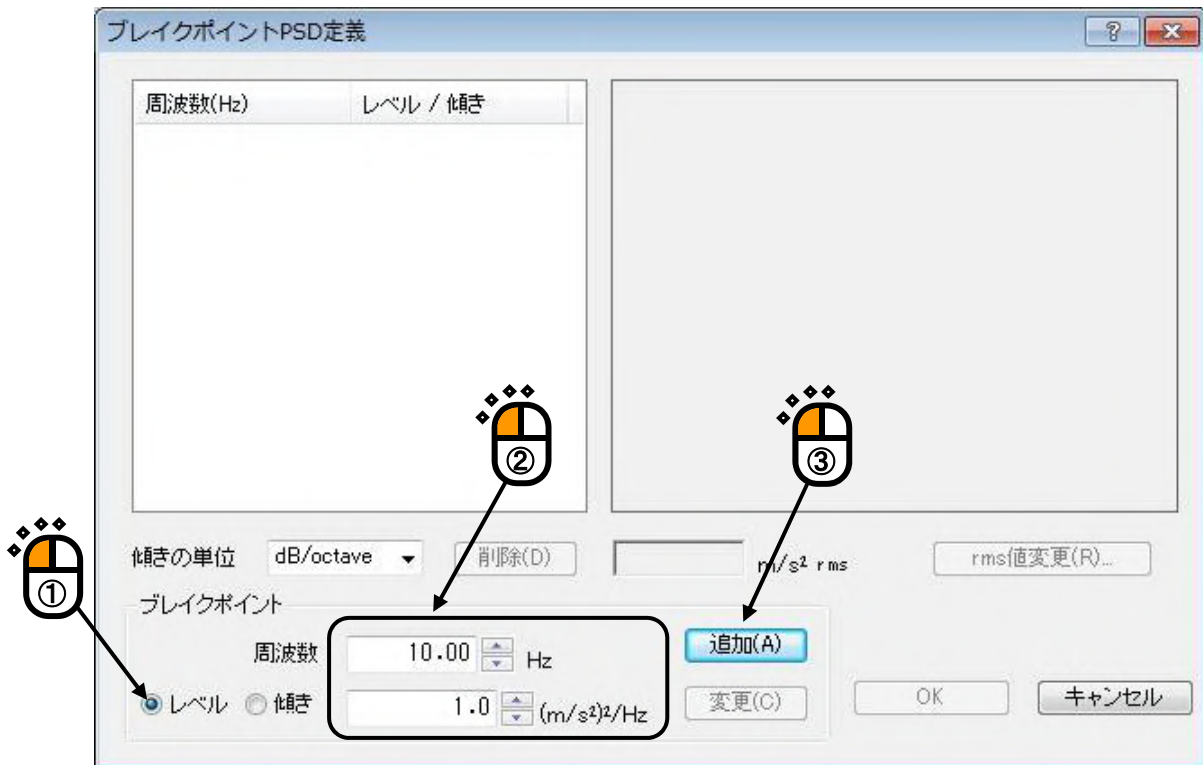 ブレイクポイントPSD定義
周波数(Hz) レベル / 傾き
② ③
①
傾きの単位 dB/octave 削除(D) m/s² rms rms値変更(R)...
ブレイクポイント
周波数 10.00 Hz 追加(A)
レベル 傾き 1.0 (m/s²)²/Hz 変更(C) OK キャンセル